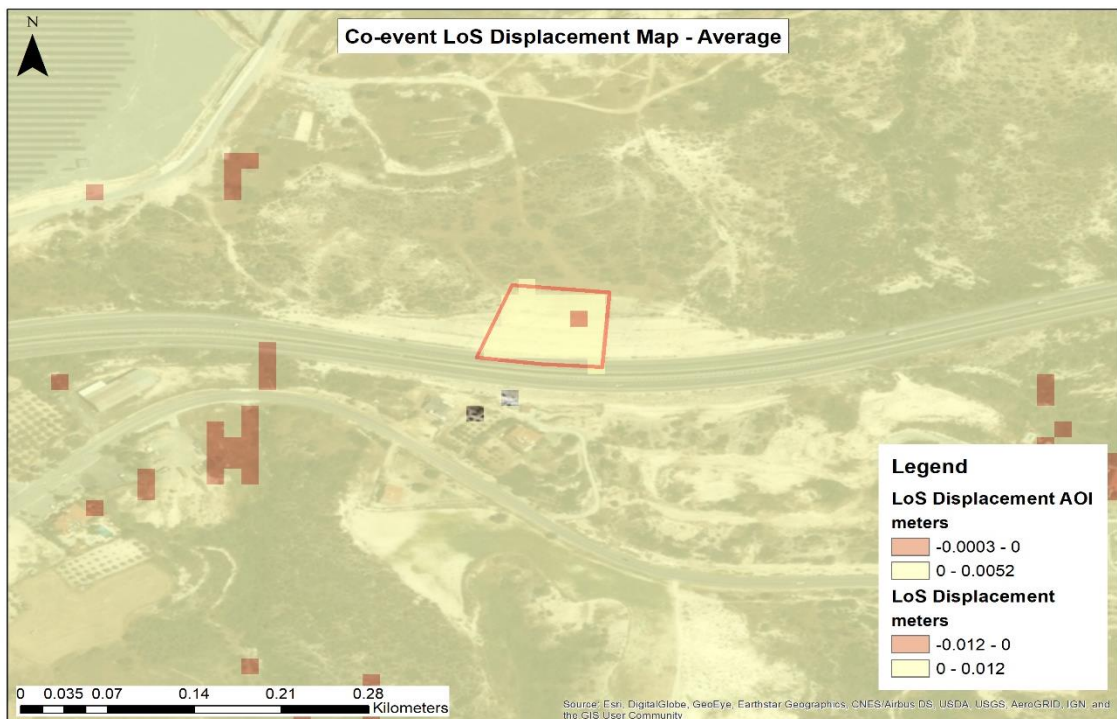 N
Co-event LoS Displacement Map - Average
Legend
LoS Displacement AOI
meters
-0.0003 - 0
0 - 0.0052
LoS Displacement
meters
-0.012 - 0
0 - 0.012
0 0.035 0.07 0.14 0.21 0.28
Kilometers
Source: Esri, DigitalGlobe, GeoEye, Earthstar Geographics, CNES/Airbus DS, USDA, USGS, AeroGRID, IGN, and
the GIS User Community